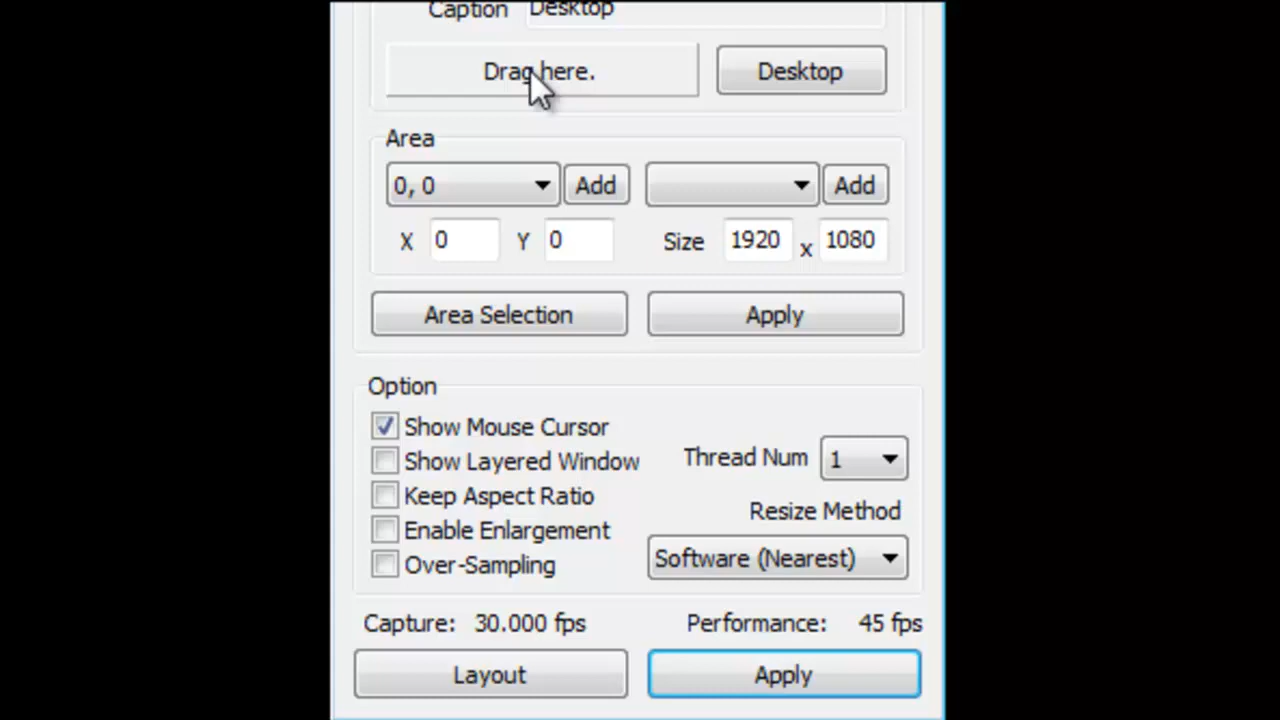 Caption Desktop
Drag here. Desktop
Area
0, 0 Add Add
X 0 Y 0 Size 1920 x 1080
Area Selection Apply
Option
Show Mouse Cursor
Show Layered Window Thread Num 1
Keep Aspect Ratio
Resize Method
Enable Enlargement
Software (Nearest)
Over-Sampling
Capture: 30.000 fps Performance: 45 fps
Layout Apply